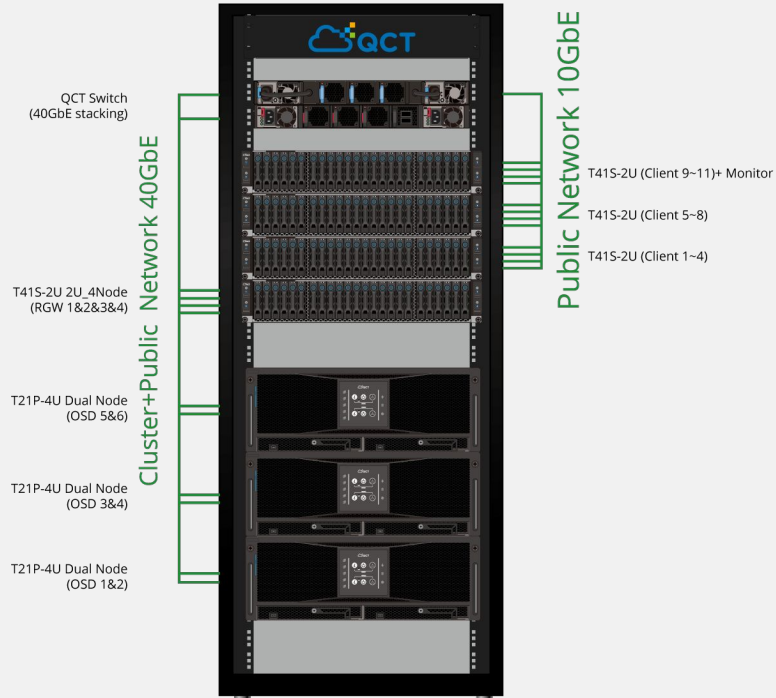 QCT
QCT Switch
(40GbE stacking)
Cluster+Public Network 40GbE
T41S-2U 2U_4Node
(RGW 1&2&3&4)
T21P-4U Dual Node
(OSD 5&6)
T21P-4U Dual Node
(OSD 3&4)
T21P-4U Dual Node
(OSD 1&2)
Public Network 10GbE
T41S-2U (Client 9~11)+ Monitor
T41S-2U (Client 5~8)
T41S-2U (Client 1~4)